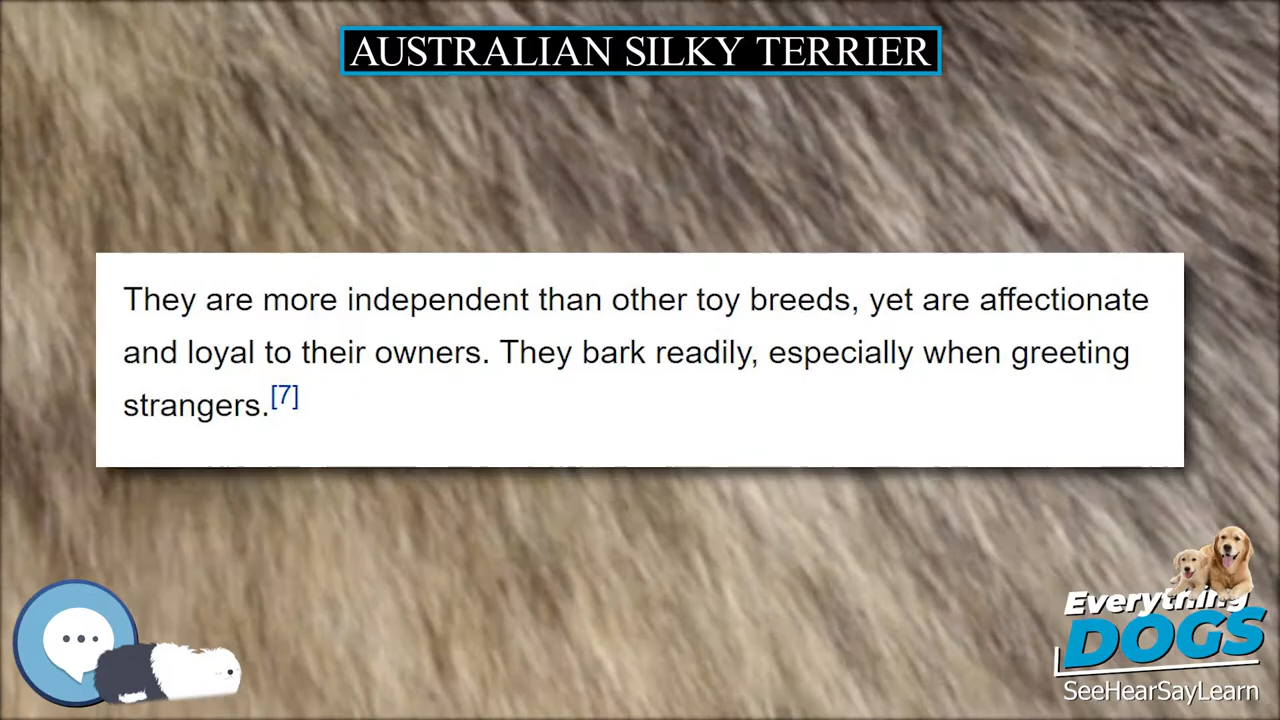 AUSTRALIAN SILKY TERRIER
They are more independent than other toy breeds, yet are affectionate
and loyal to their owners. They bark readily, especially when greeting
strangers.[7]
Everything
DOGS
SeeHearSayLearn